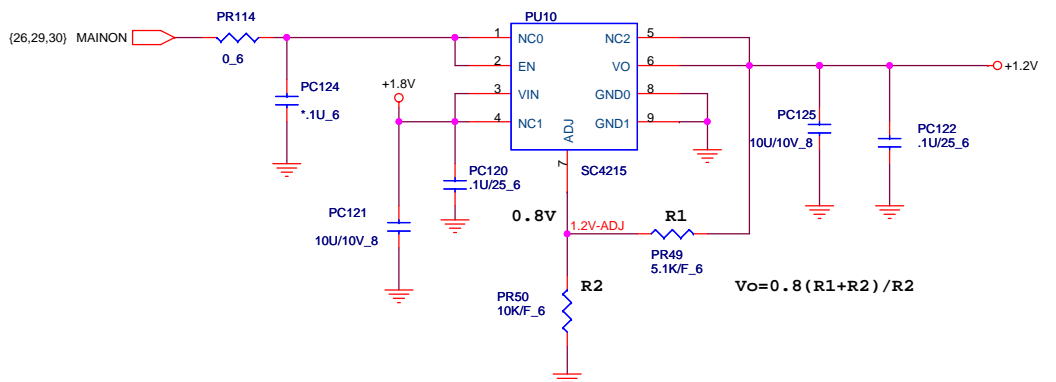 {26,29,30} MAINON
PR114
0_6
PC124
*.1U_6
+1.8V
PC121
10U/10V_8
PC120
.1U/25_6
PU10
1 NC0
2 EN
3 VIN
4 NC1
NC2 5
VO 6
GND0 8
GND1 9
ADJ
7
SC4215
0.8V
1.2V-ADJ
R1
PR49
5.1K/F_6
PR50
10K/F_6
R2
Vo=0.8(R1+R2)/R2
PC125
10U/10V_8
PC122
.1U/25_6
+1.2V